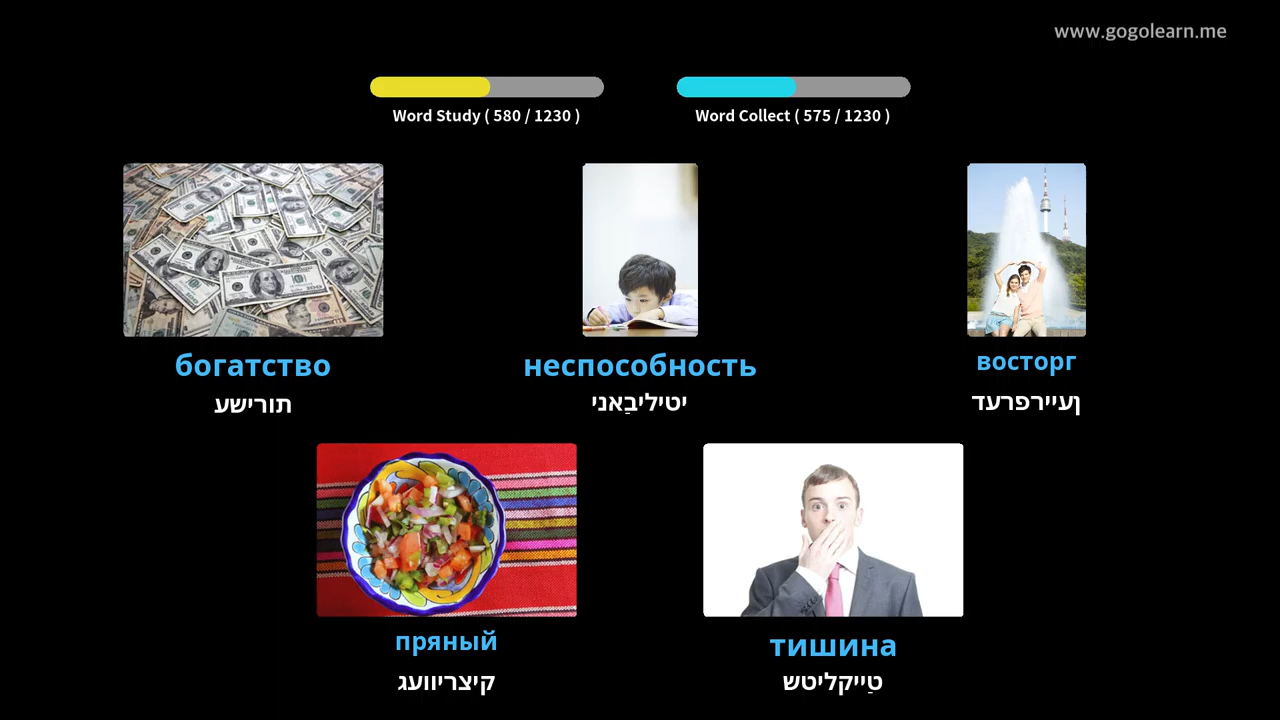 www.gogolearn.me
Word Study ( 580 / 1230 )
Word Collect ( 575 / 1230 )
богатство
תורישע
неспособность
יטיליבַאני
восторг
ןעיירפרעד
пряный
קיצריוועג
тишина
טַייקליטש